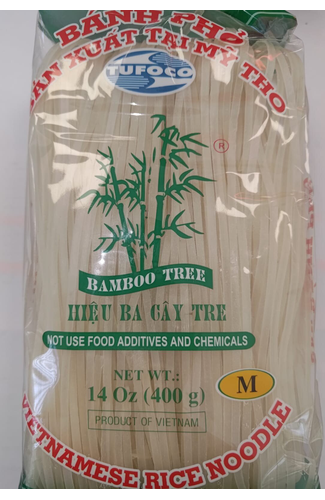 BÁNH PHỞ
SẢN XUẤT TẠI MỸ THO
TUFOCO
®
BAMBOO TREE
HIỆU BA CÂY TRE
NOT USE FOOD ADDITIVES AND CHEMICALS
NET WT.:
14 Oz (400 g)
M
PRODUCT OF VIETNAM
VIETNAMESE RICE NOODLE